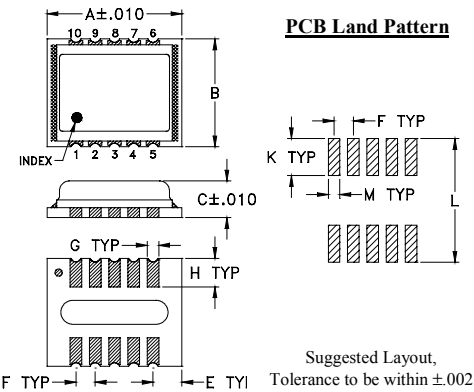 A±.010
PCB Land Pattern
10 9 8 7 6
B
INDEX
1 2 3 4 5
F TYP
K TYP
M TYP
L
C±.010
G TYP
H TYP
F TYP
E TYI
Suggested Layout,
Tolerance to be within ±.002